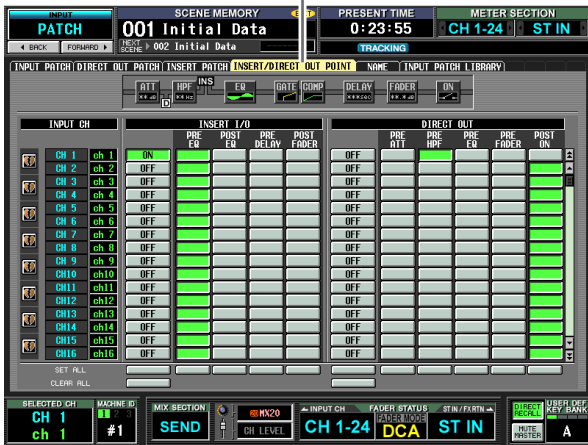 INPUT
PATCH
BACK
FORWARD
SCENE MEMORY
001 Initial Data
NEXT SCENE 002 Initial Data
PRESENT TIME
0:23:55
TRACKING
METER SECTION
CH 1-24
ST IN
INPUT PATCH
DIRECT OUT PATCH
INSERT PATCH
INSERT/DIRECT OUT POINT
NAME
INPUT PATCH LIBRARY
ATT
HPF
INS
EQ
GATE
COMP
DELAY
FADER
ON
D
INPUT CH
INSERT I/O
DIRECT OUT
PRE EQ
POST EQ
PRE DELAY
POST FADER
PRE ATT
PRE HPF
PRE EQ
PRE FADER
POST ON
CH 1 ch 1 ON OFF
CH 2 ch 2 OFF OFF
CH 3 ch 3 OFF OFF
CH 4 ch 4 OFF OFF
CH 5 ch 5 OFF OFF
CH 6 ch 6 OFF OFF
CH 7 ch 7 OFF OFF
CH 8 ch 8 OFF OFF
CH 9 ch 9 OFF OFF
CH10 ch10 OFF OFF
CH11 ch11 OFF OFF
CH12 ch12 OFF OFF
CH13 ch13 OFF OFF
CH14 ch14 OFF OFF
CH15 ch15 OFF OFF
CH16 ch16 OFF OFF
SET ALL
CLEAR ALL
SELECTED CH
CH 1
ch 1
MACHINE ID
1 2 3
#1
MIX SECTION
SEND
MX20
CH LEVEL
INPUT CH
CH 1-24
FADER STATUS
FADER MODE
DCA
ST IN/FXRTN
ST IN
DIRECT RECALL
MUTE MASTER
USER DEF KEY BANK
A